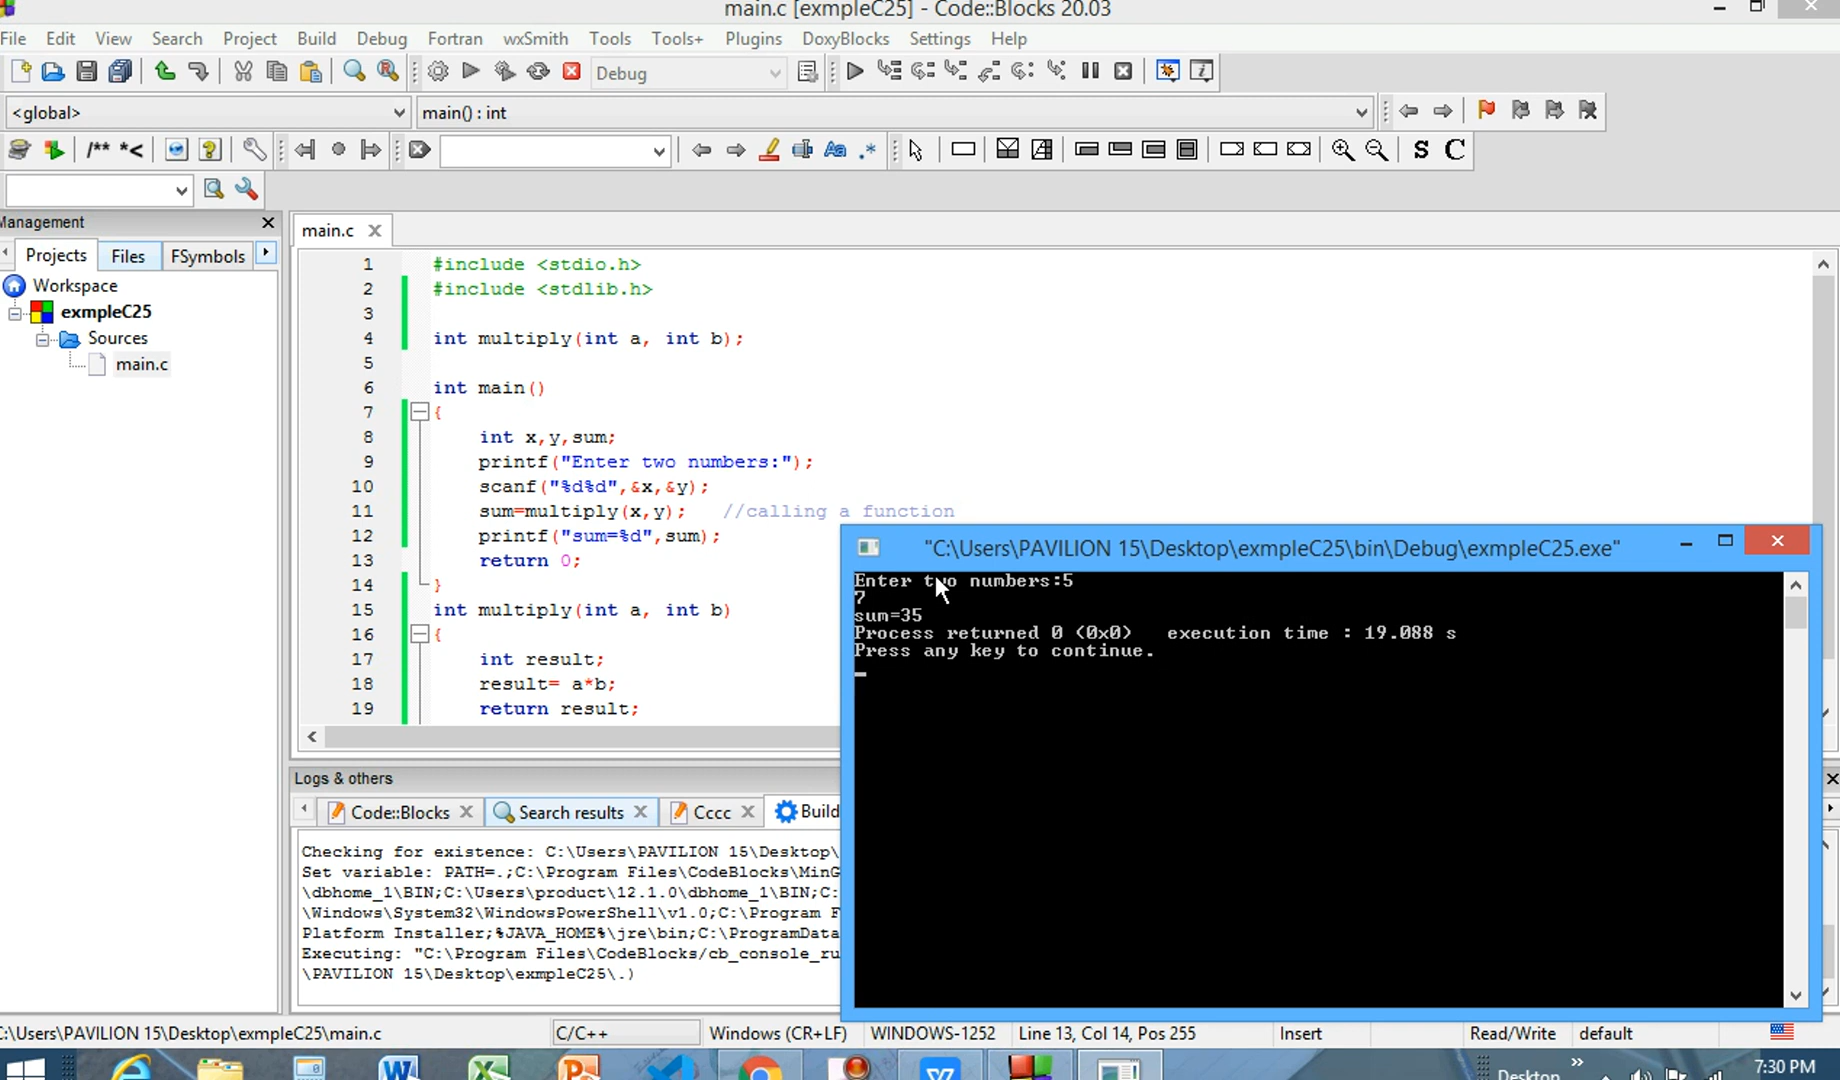 main.c [exmpleC25] - Code::Blocks 20.03
File Edit View Search Project Build Debug Fortran wxSmith Tools Tools+ Plugins DoxyBlocks Settings Help
Debug
<global> main() : int
/** *< Aa .* S C
Management
Projects Files FSymbols
Workspace
exmpleC25
Sources
main.c
main.c
1 #include <stdio.h>
2 #include <stdlib.h>
3
4 int multiply(int a, int b);
5
6 int main()
7 {
8 int x,y,sum;
9 printf("Enter two numbers:");
10 scanf("%d%d",&x,&y);
11 sum=multiply(x,y); //calling a function
12 printf("sum=%d",sum);
13 return 0;
14 }
15 int multiply(int a, int b)
16 {
17 int result;
18 result= a*b;
19 return result;
"C:\Users\PAVILION 15\Desktop\exmpleC25\bin\Debug\exmpleC25.exe"
Enter two numbers:5
7
sum=35
Process returned 0 (0x0) execution time : 19.088 s
Press any key to continue.
Logs & others
Code::Blocks Search results Cccc Build
Checking for existence: C:\Users\PAVILION 15\Desktop\
Set variable: PATH=.;C:\Program Files\CodeBlocks\MinG
\dbhome_1\BIN;C:\Users\product\12.1.0\dbhome_1\BIN;C:
\Windows\System32\WindowsPowerShell\v1.0;C:\Program F
Platform Installer;%JAVA_HOME%\jre\bin;C:\ProgramData
Executing: "C:\Program Files\CodeBlocks/cb_console_ru
\PAVILION 15\Desktop\exmpleC25\.)
C:\Users\PAVILION 15\Desktop\exmpleC25\main.c C/C++ Windows (CR+LF) WINDOWS-1252 Line 13, Col 14, Pos 255 Insert Read/Write default
Desktop » 7:30 PM